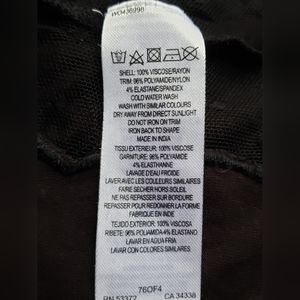 WO436998
SHELL: 100% VISCOSE/RAYON
TRIM: 96% POLYAMIDE/NYLON
4% ELASTANE/SPANDEX
COLD WATER WASH
WASH WITH SIMILAR COLOURS
DRY AWAY FROM DIRECT SUNLIGHT
DO NOT IRON ON TRIM
IRON BACK TO SHAPE
MADE IN INDIA
TISSU EXTERIEUR: 100% VISCOSE
GARNITURE: 96% POLYAMIDE
4% ELASTHANNE
LAVAGE D'EAU FROIDE
LAVER AVEC LES COULEURS SIMILAIRES
FAIRE SECHER HORS SOLEIL
NE PAS REPASSER SUR BORDURE
REPASSER POUR REDONNER LA FORME
FABRIQUE EN INDE
TEJIDO EXTERIOR: 100% VISCOSA
RIBETE: 96% POLIAMIDA-4% ELASTANO
LAVAR EN AGUA FRIA
LAVAR CON COLORES SIMILARES
76OF4
RN 53372 CA 34338